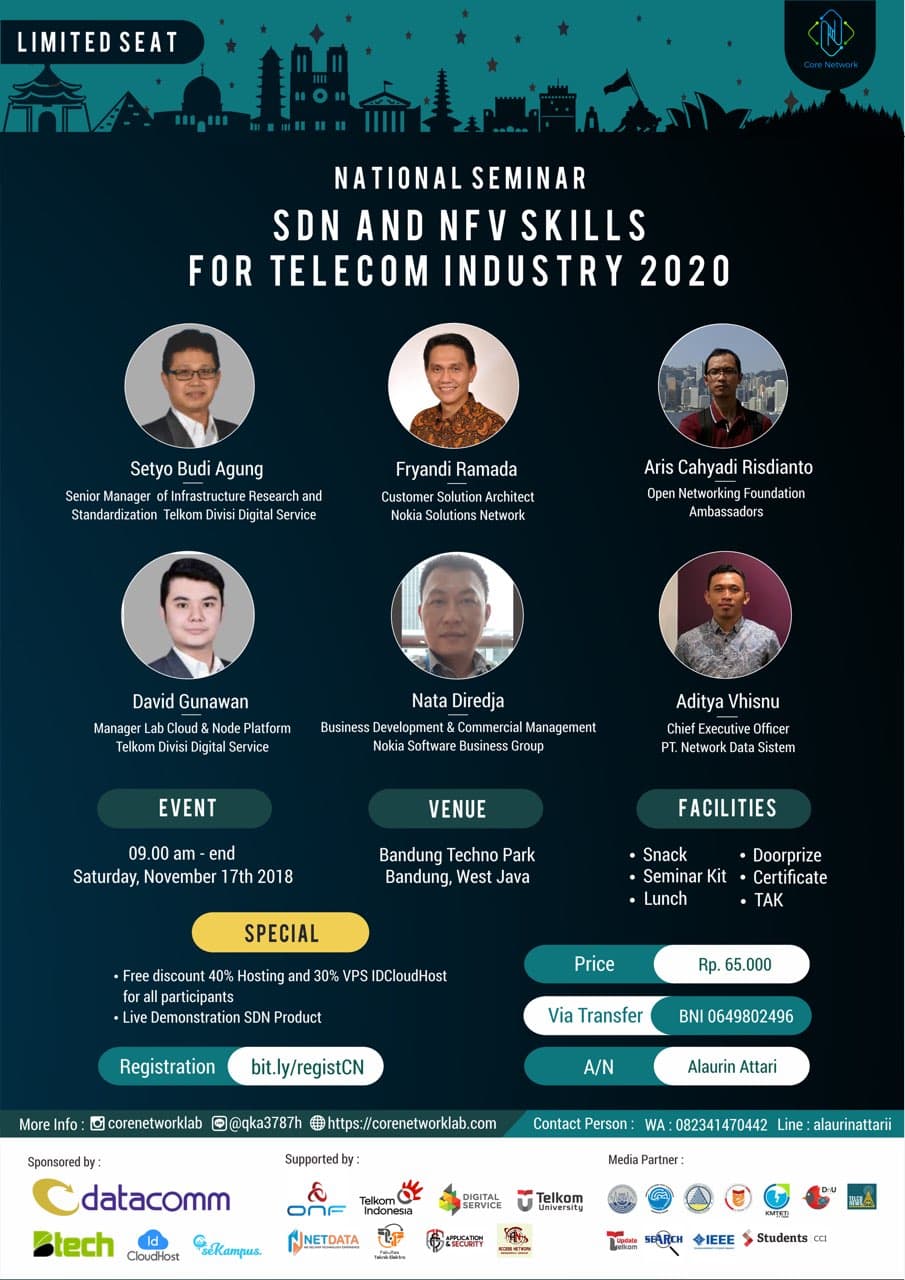 LIMITED SEAT
Core Network
NATIONAL SEMINAR
SDN AND NFV SKILLS
FOR TELECOM INDUSTRY 2020
Setyo Budi Agung
Senior Manager of Infrastructure Research and
Standardization Telkom Divisi Digital Service
Fryandi Ramada
Customer Solution Architect
Nokia Solutions Network
Aris Cahyadi Risdianto
Open Networking Foundation
Ambassadors
David Gunawan
Manager Lab Cloud & Node Platform
Telkom Divisi Digital Service
Nata Diredja
Business Development & Commercial Management
Nokia Software Business Group
Aditya Vhisnu
Chief Executive Officer
PT. Network Data Sistem
EVENT
09.00 am - end
Saturday, November 17th 2018
VENUE
Bandung Techno Park
Bandung, West Java
FACILITIES
• Snack
• Seminar Kit
• Lunch
• Doorprize
• Certificate
• TAK
SPECIAL
• Free discount 40% Hosting and 30% VPS IDCloudHost
for all participants
• Live Demonstration SDN Product
Registration bit.ly/registCN
Price Rp. 65.000
Via Transfer BNI 0649802496
A/N Alaurin Attari
More Info : corenetworklab @qka3787h https://corenetworklab.com
Contact Person : WA : 082341470442 Line : alaurinattarii
Sponsored by :
datacomm
Btech
Id
CloudHost
seKampus.
Supported by :
ONF
Telkom
Indonesia
DIGITAL
SERVICE
Telkom
University
NETDATA
Fakultas
Teknik Elektro
APPLICATION
& SECURITY
ACCESS NETWORK
Media Partner :
KMTETI
Update
Telkom
SEARCH
IEEE
Students CCI